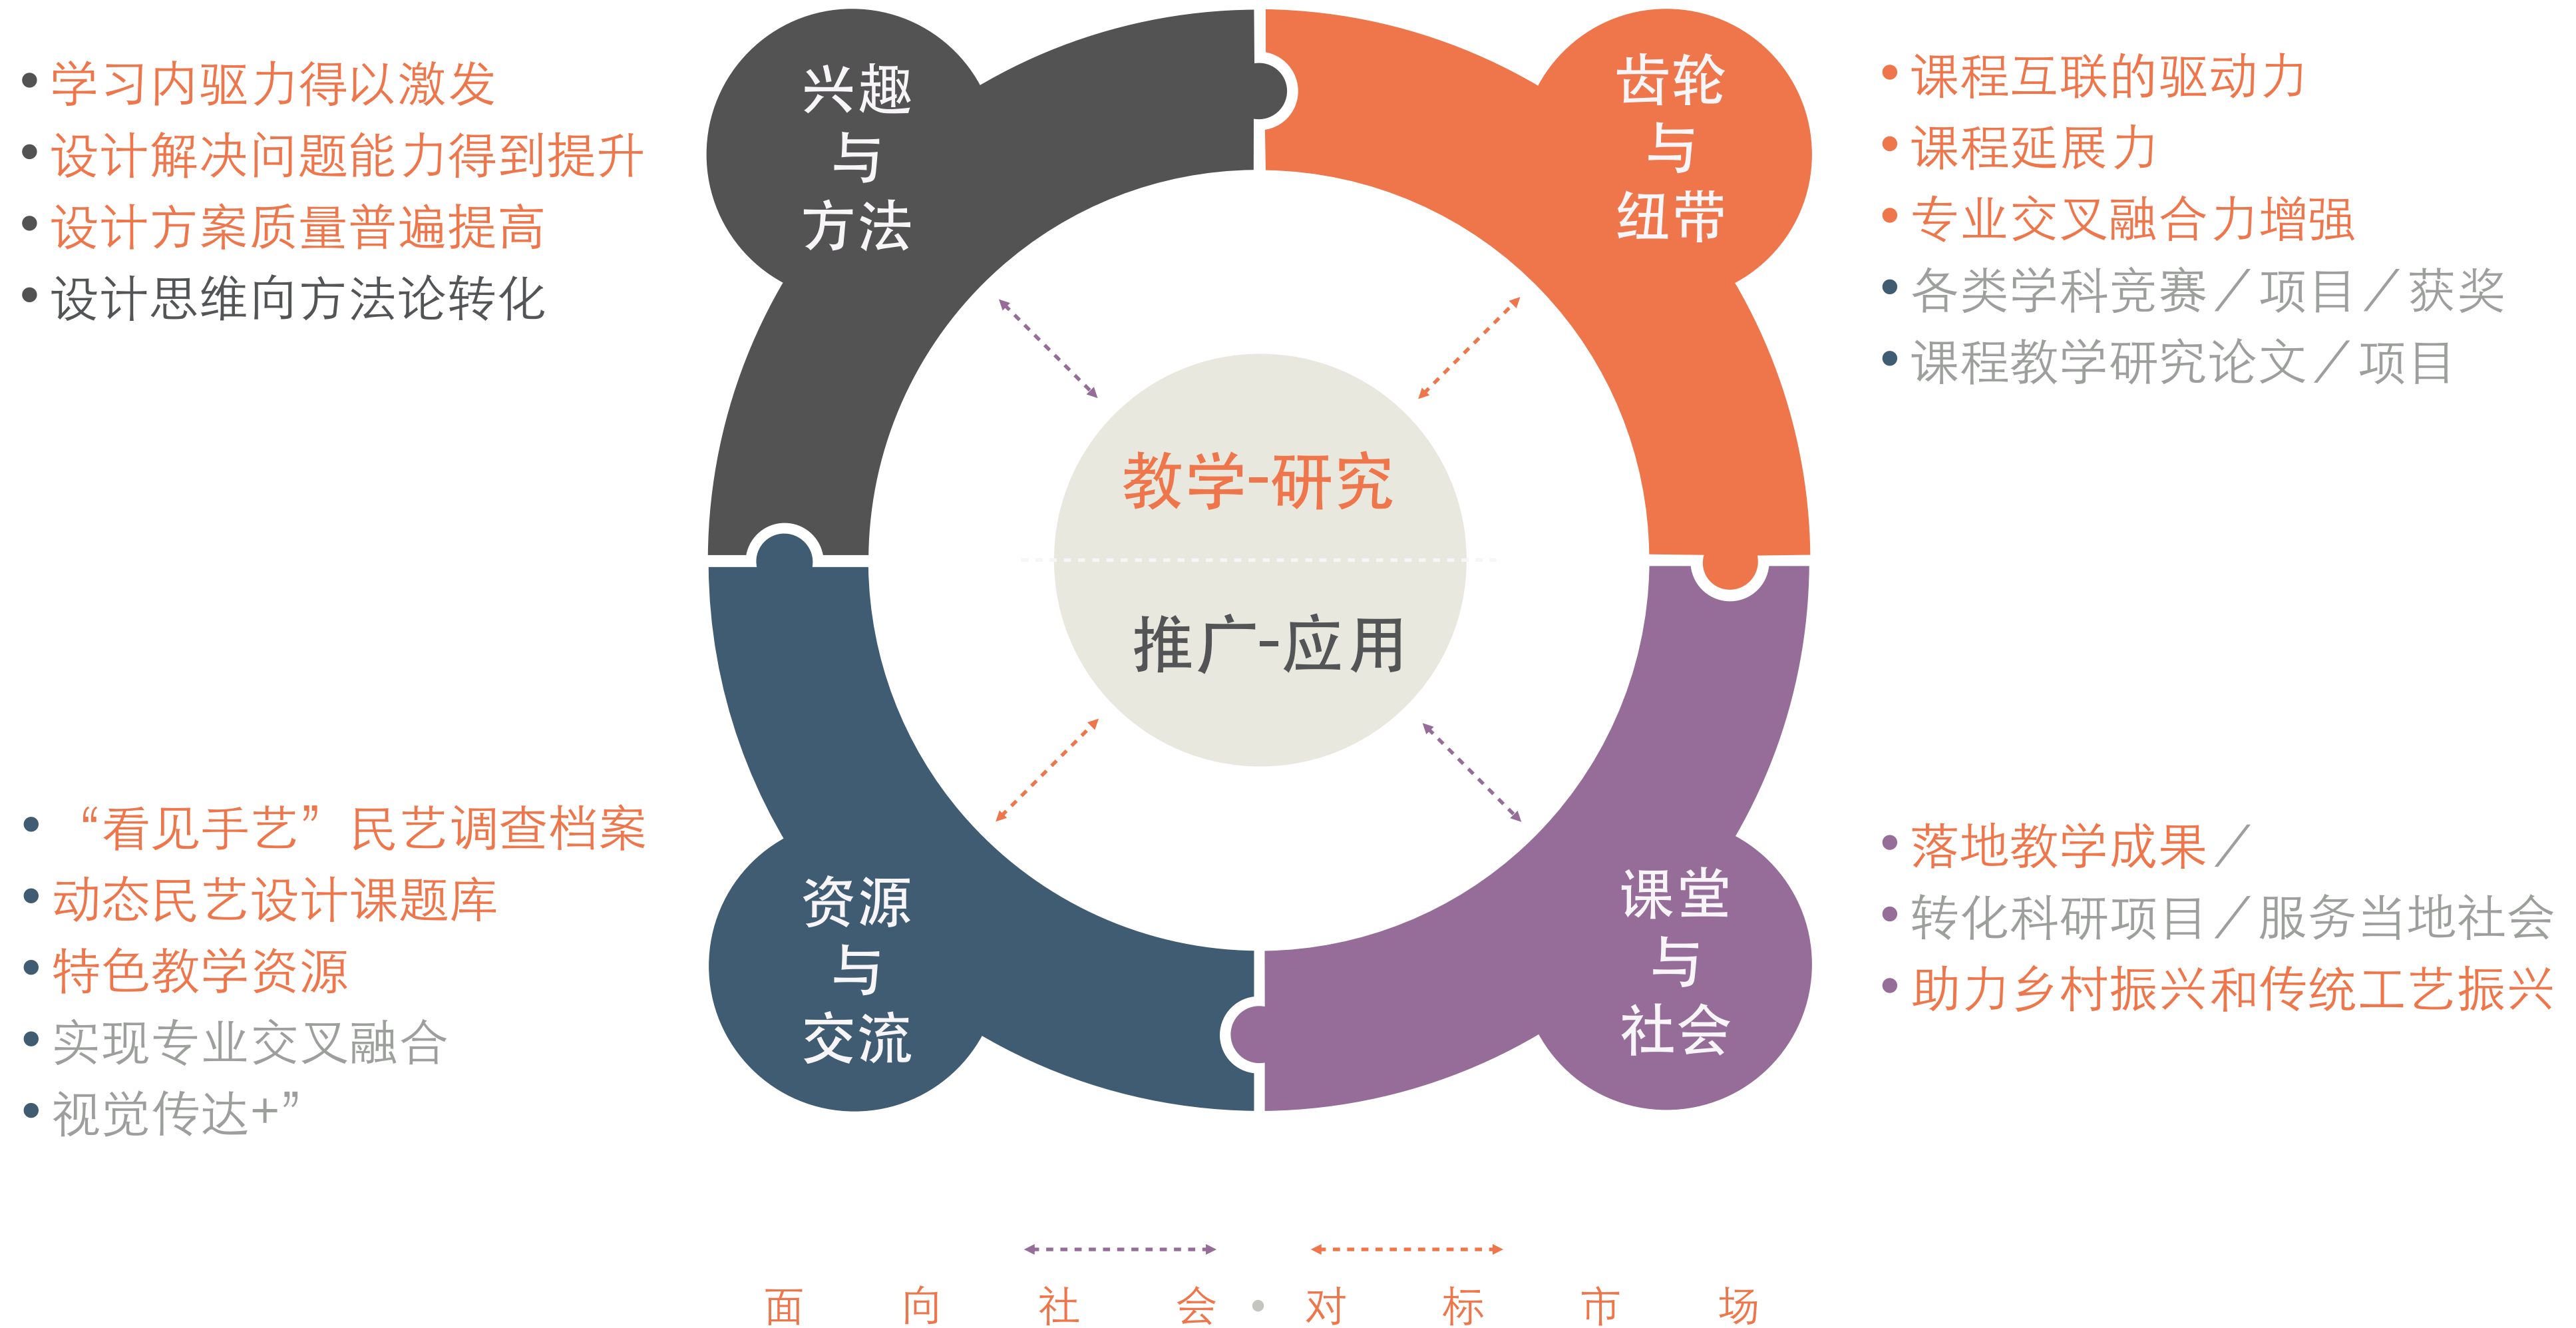 学习内驱力得以激发
设计解决问题能力得到提升
设计方案质量普遍提高
设计思维向方法论转化
兴趣
与
方法
齿轮
与
纽带
课程互联的驱动力
课程延展力
专业交叉融合力增强
各类学科竞赛／项目／获奖
课程教学研究论文／项目
教学-研究
推广-应用
“看见手艺”民艺调查档案
动态民艺设计课题库
特色教学资源
实现专业交叉融合
视觉传达+”
资源
与
交流
课堂
与
社会
落地教学成果／
转化科研项目／服务当地社会
助力乡村振兴和传统工艺振兴
面向社会·对标市场